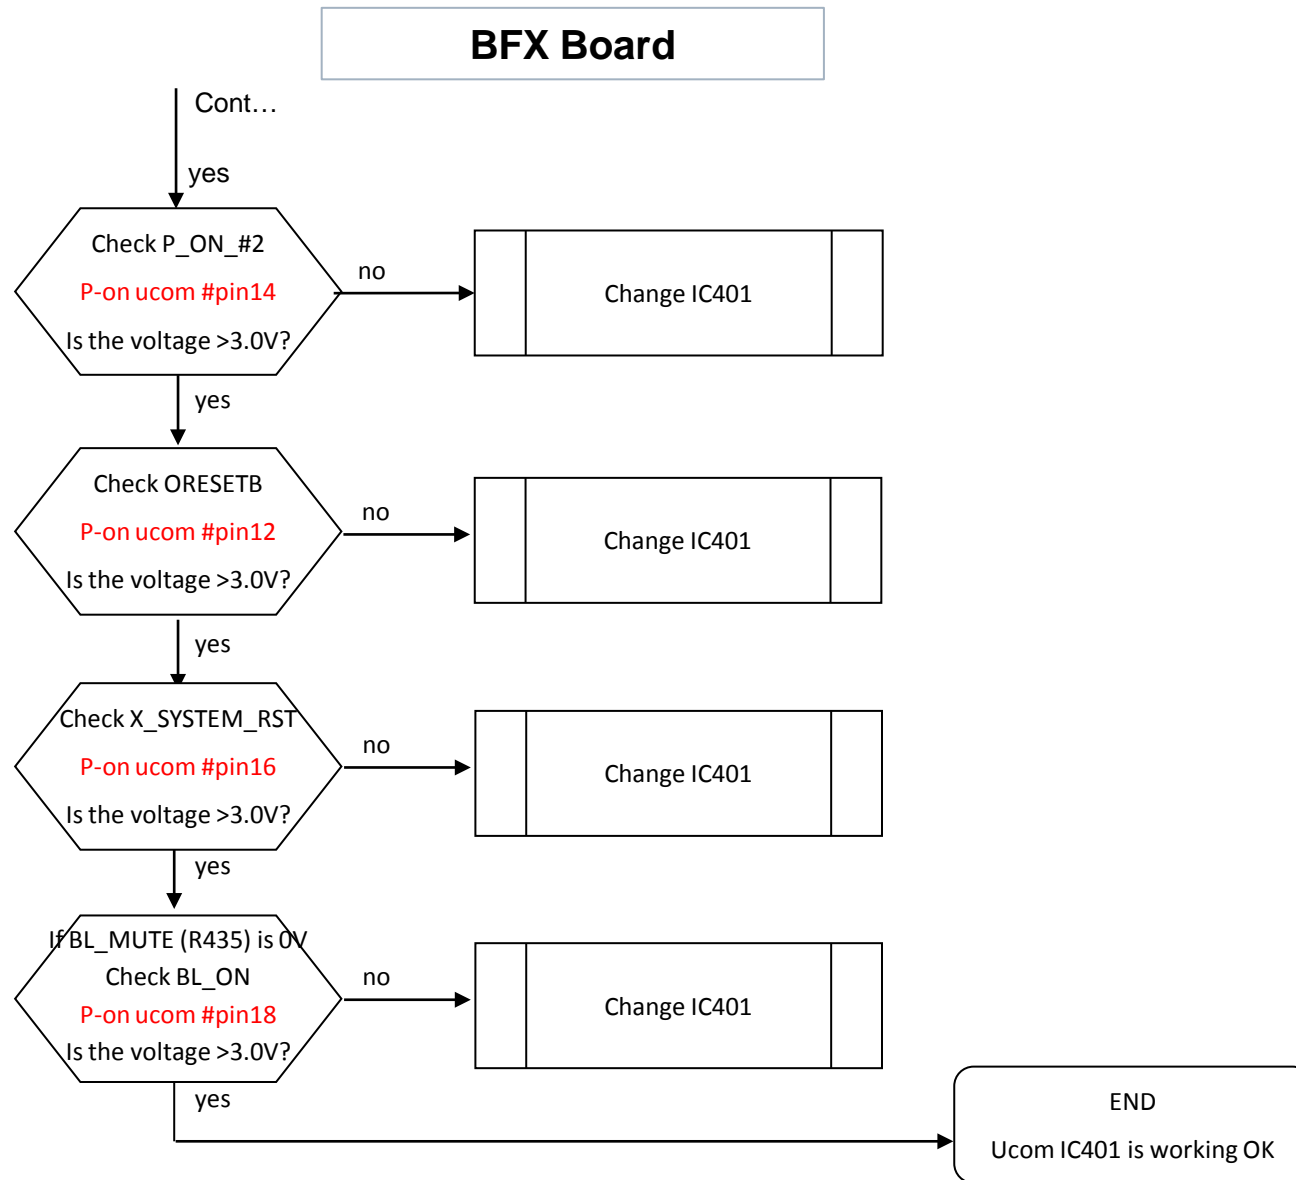 BFX Board
Cont...
yes
Check P_ON_#2
P-on ucom #pin14
Is the voltage >3.0V?
no
Change IC401
yes
Check ORESETB
P-on ucom #pin12
Is the voltage >3.0V?
no
Change IC401
yes
Check X_SYSTEM_RST
P-on ucom #pin16
Is the voltage >3.0V?
no
Change IC401
yes
If BL_MUTE (R435) is 0V
Check BL_ON
P-on ucom #pin18
Is the voltage >3.0V?
no
Change IC401
yes
END
Ucom IC401 is working OK